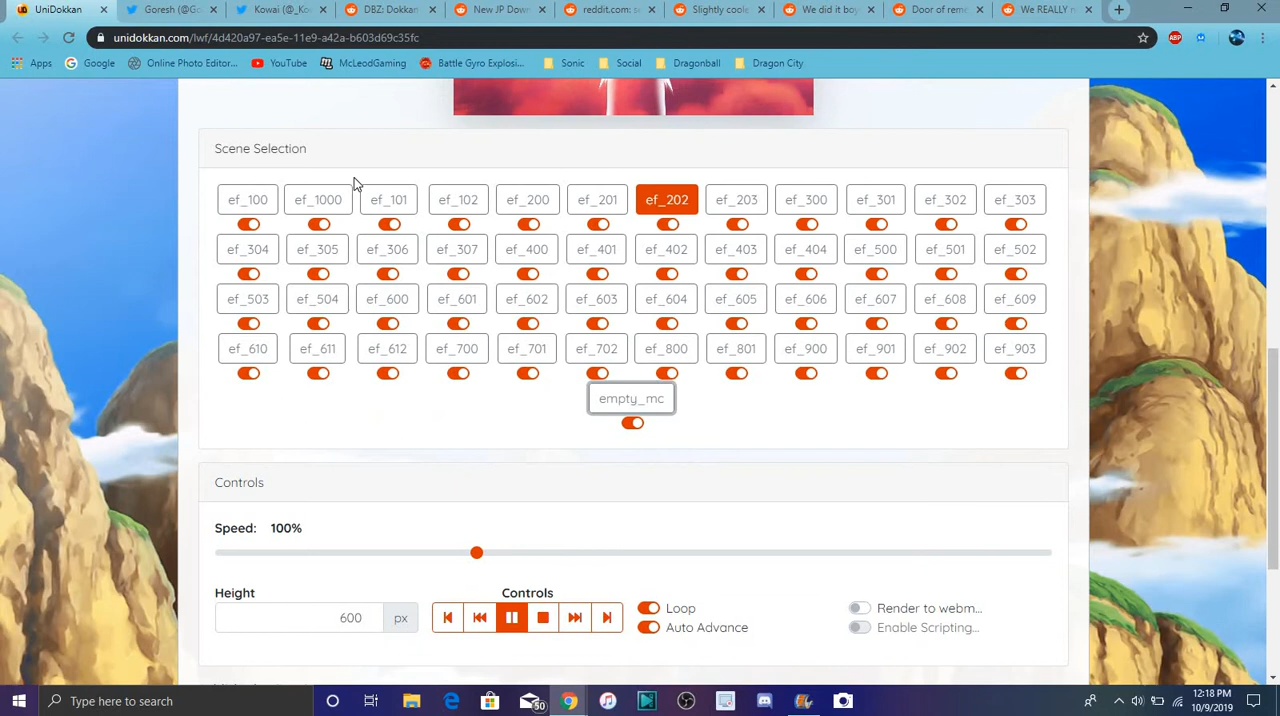 UniDokkan
Goresh (@Go
Kowai (@_Ko
DBZ: Dokkan
New JP Down
reddit.com: se
Slightly coole
We did it boy
Door of rem
We REALLY n
unidokkan.com/lwf/4d420a97-ea5e-11e9-a42a-b603d69c35fc
ABP
Apps
Google
Online Photo Editor...
YouTube
McLeodGaming
Battle Gyro Explosi...
Sonic
Social
Dragonball
Dragon City
Scene Selection
ef_100 ef_1000 ef_101 ef_102 ef_200 ef_201 ef_202 ef_203 ef_300 ef_301 ef_302 ef_303
ef_304 ef_305 ef_306 ef_307 ef_400 ef_401 ef_402 ef_403 ef_404 ef_500 ef_501 ef_502
ef_503 ef_504 ef_600 ef_601 ef_602 ef_603 ef_604 ef_605 ef_606 ef_607 ef_608 ef_609
ef_610 ef_611 ef_612 ef_700 ef_701 ef_702 ef_800 ef_801 ef_900 ef_901 ef_902 ef_903
empty_mc
Controls
Speed: 100%
Height
Controls
600 px
Loop
Render to webm...
Auto Advance
Enable Scripting...
Type here to search
50
12:18 PM
10/9/2019